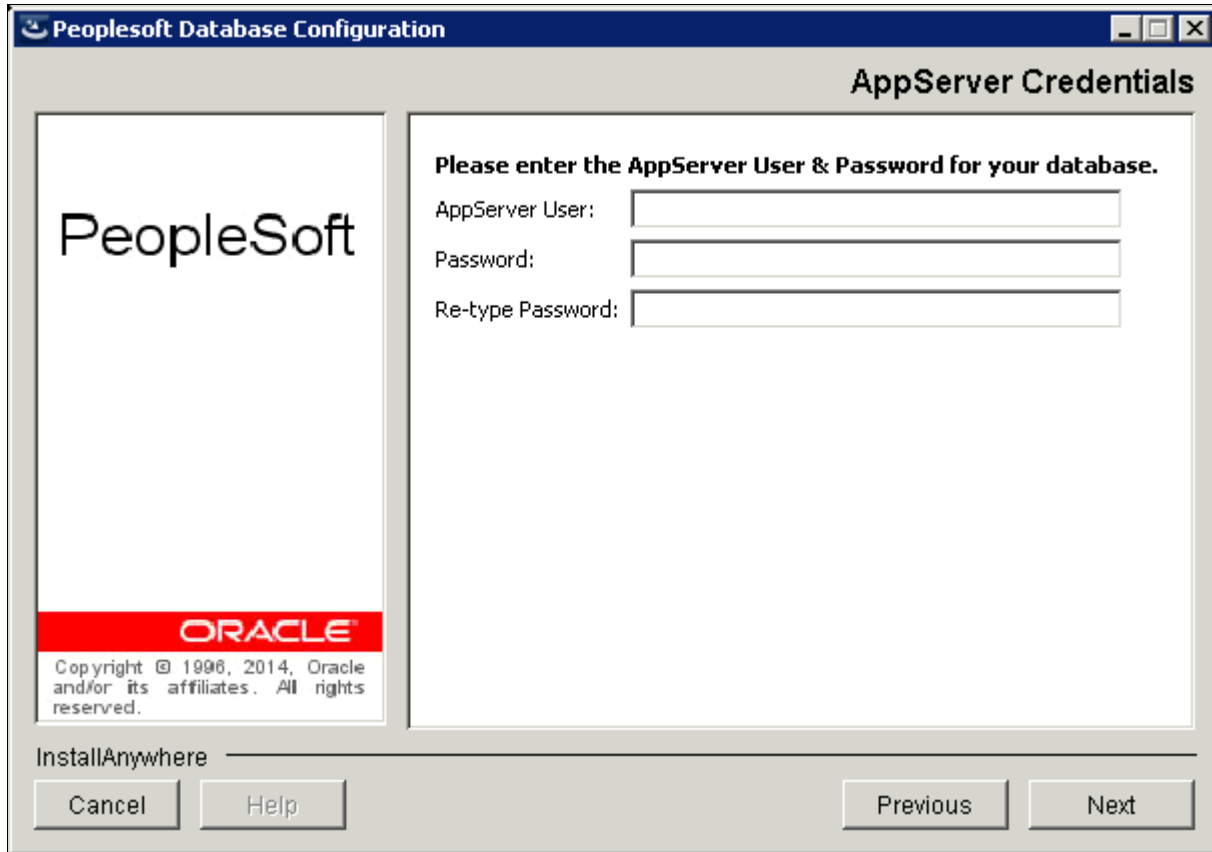 Peoplesoft Database Configuration
AppServer Credentials
PeopleSoft
ORACLE
Copyright © 1996, 2014, Oracle
and/or its affiliates. All rights
reserved.
Please enter the AppServer User & Password for your database.
AppServer User:
Password:
Re-type Password:
InstallAnywhere
Cancel
Help
Previous
Next